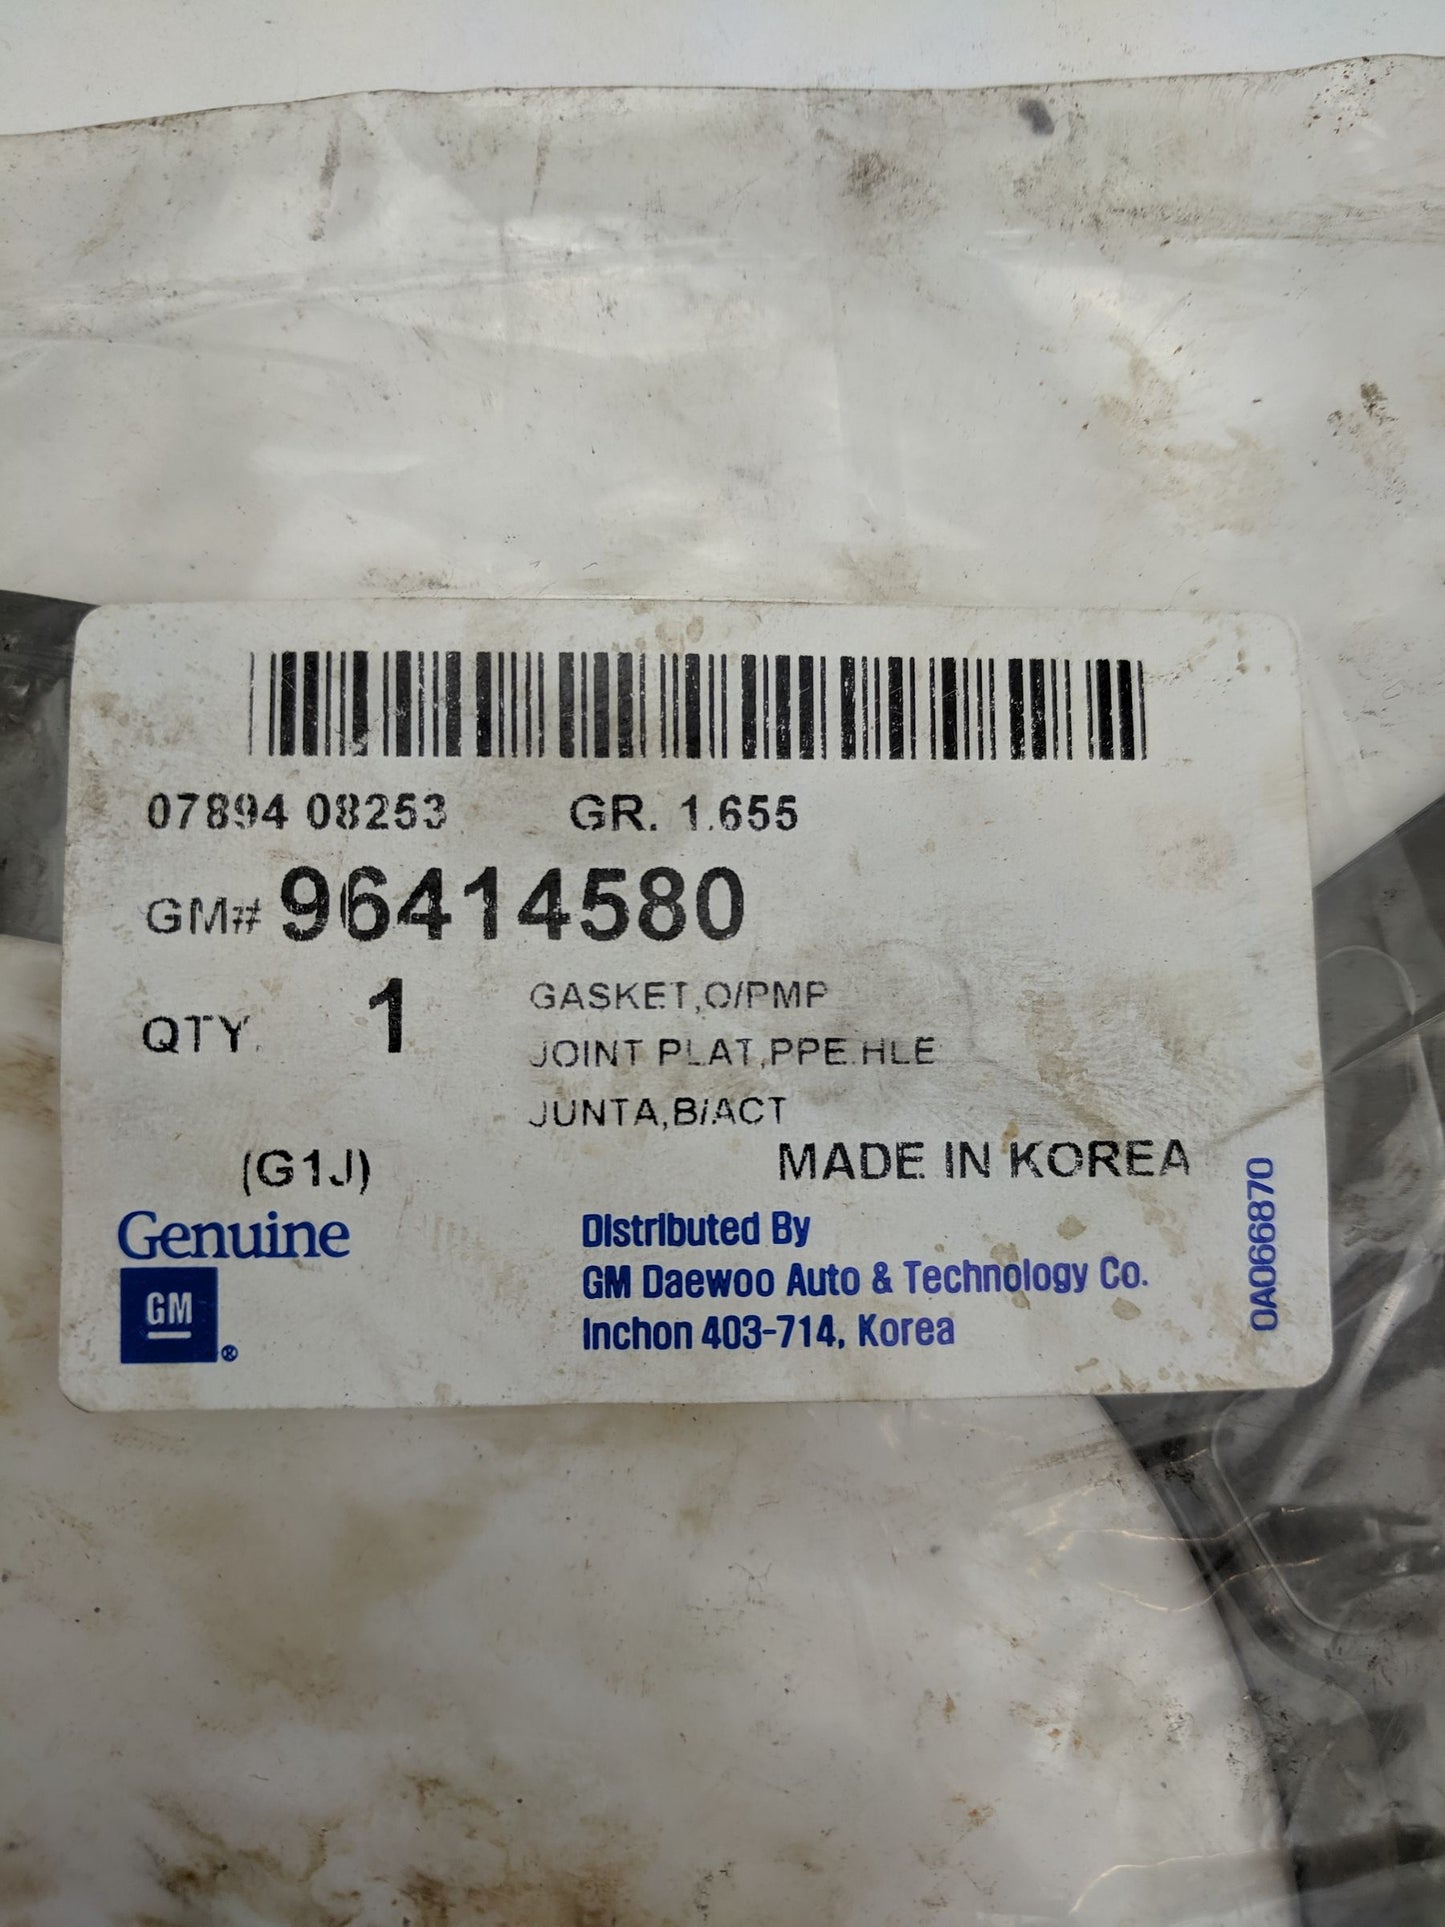 07894 08253 GR. 1.655
GM# 96414580
QTY. 1
GASKET,O/PMP
JOINT PLAT,PPE.HLE
JUNTA,B/ACT
(G1J) MADE IN KOREA
Genuine
GM
®
Distributed By
GM Daewoo Auto & Technology Co.
Inchon 403-714, Korea
0A066870